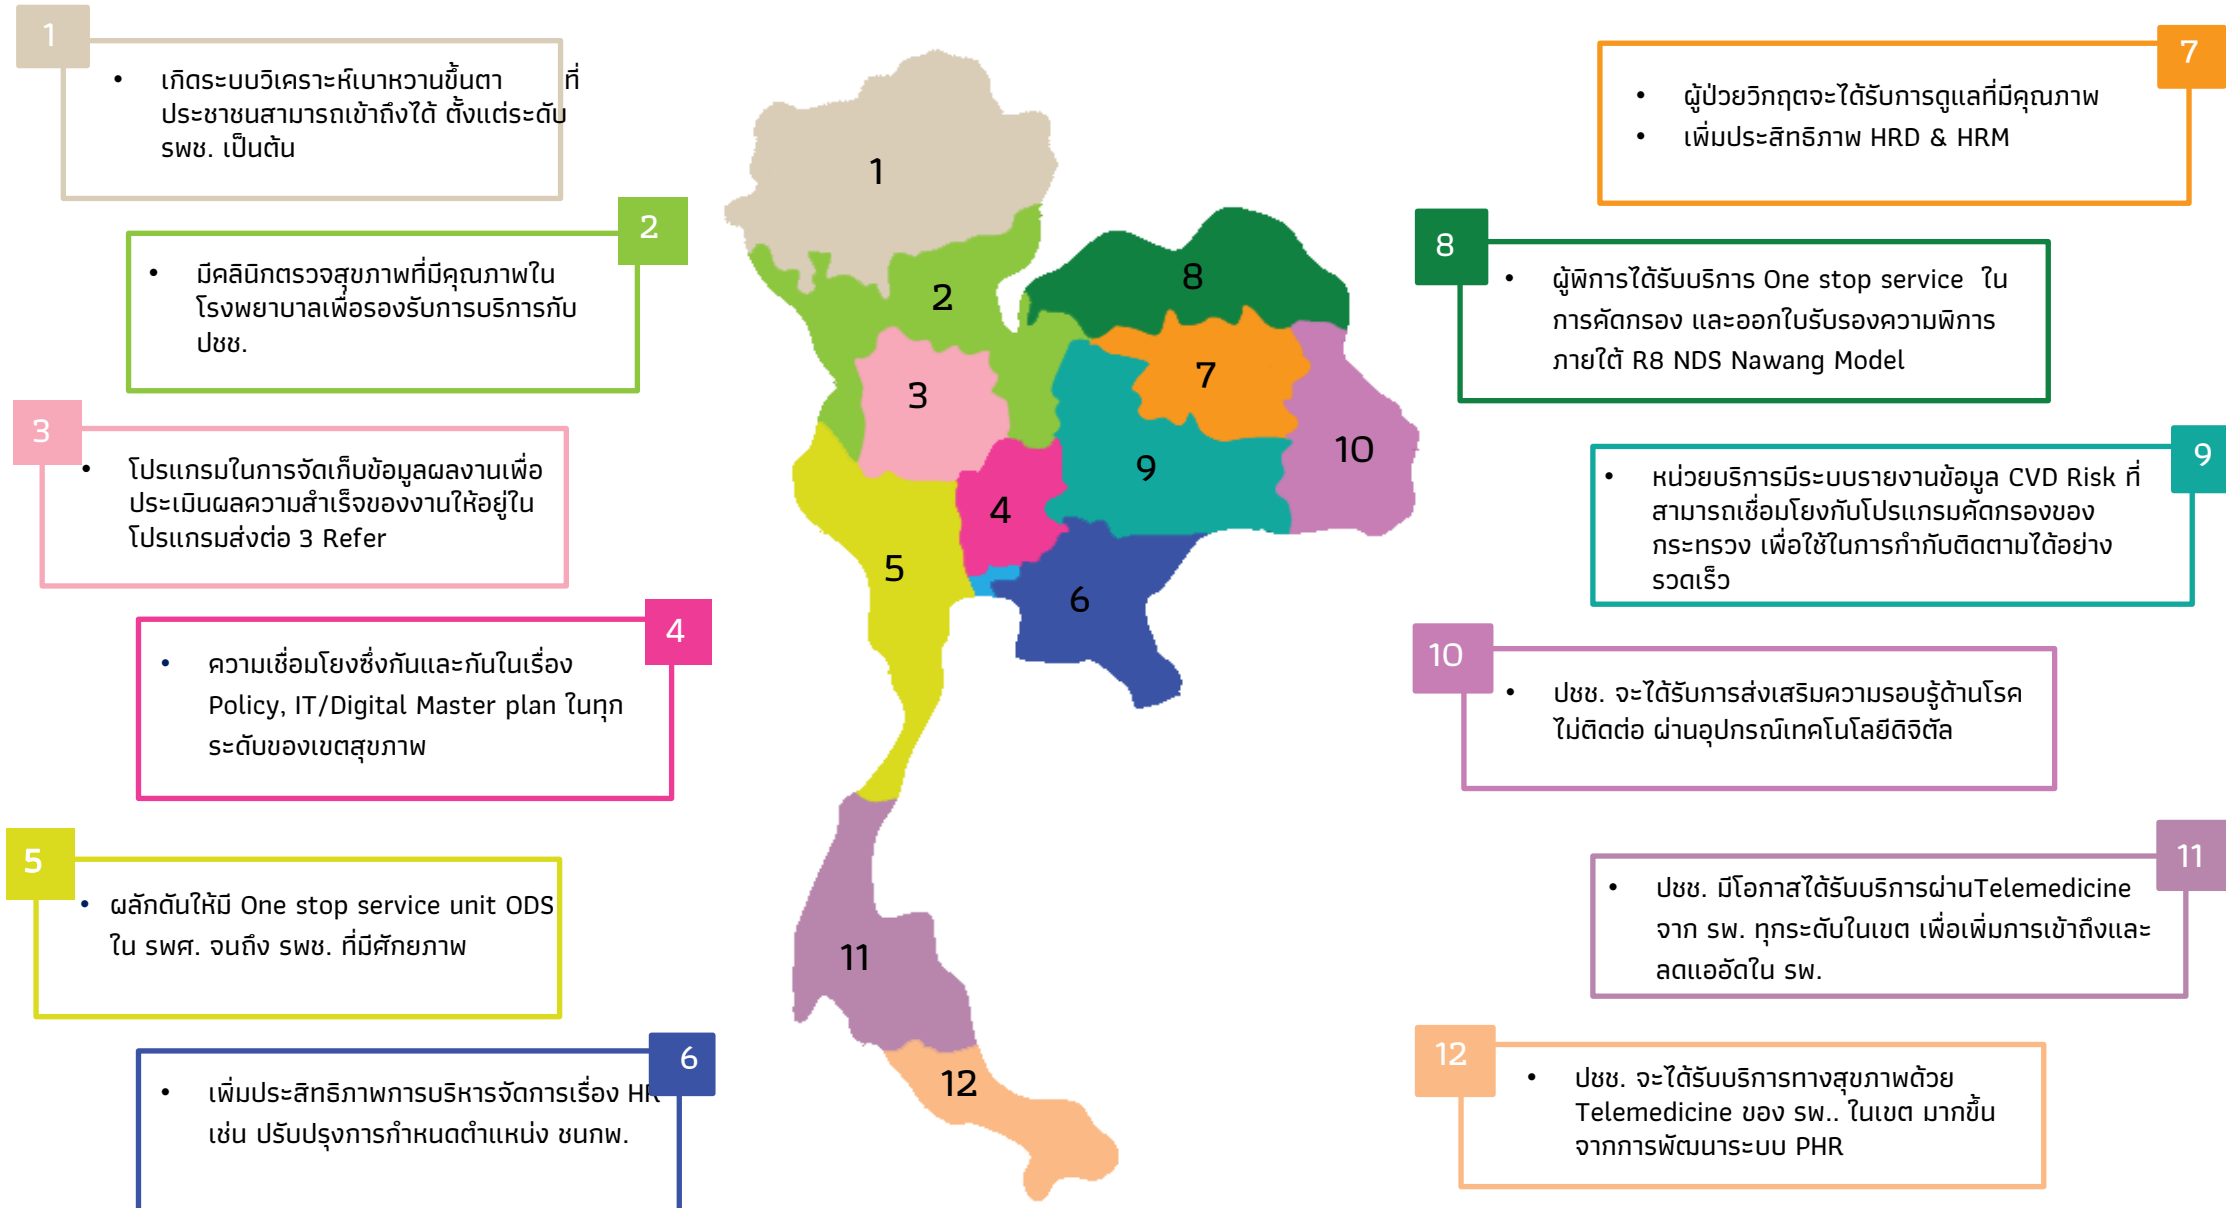 1
• เกิดระบบวิเคราะห์เบาหวานขึ้นตา ที่
ประชาชนสามารถเข้าถึงได้ ตั้งแต่ระดับ
รพช. เป็นต้น
2
• มีคลินิกตรวจสุขภาพที่มีคุณภาพใน
โรงพยาบาลเพื่อรองรับการบริการกับ
ปชช.
3
• โปรแกรมในการจัดเก็บข้อมูลผลงานเพื่อ
ประเมินผลความสำเร็จของงานให้อยู่ใน
โปรแกรมส่งต่อ 3 Refer
4
• ความเชื่อมโยงซึ่งกันและกันในเรื่อง
Policy, IT/Digital Master plan ในทุก
ระดับของเขตสุขภาพ
5
• ผลักดันให้มี One stop service unit ODS
ใน รพศ. จนถึง รพช. ที่มีศักยภาพ
6
• เพิ่มประสิทธิภาพการบริหารจัดการเรื่อง HR
เช่น ปรับปรุงการกำหนดตำแหน่ง ชนกพ.
1
2
3
4
5
6
7
8
9
10
11
12
7
• ผู้ป่วยวิกฤตจะได้รับการดูแลที่มีคุณภาพ
• เพิ่มประสิทธิภาพ HRD & HRM
8
• ผู้พิการได้รับบริการ One stop service ใน
การคัดกรอง และออกใบรับรองความพิการ
ภายใต้ R8 NDS Nawang Model
9
• หน่วยบริการมีระบบรายงานข้อมูล CVD Risk ที่
สามารถเชื่อมโยงกับโปรแกรมคัดกรองของ
กระทรวง เพื่อใช้ในการกำกับติดตามได้อย่าง
รวดเร็ว
10
• ปชช. จะได้รับการส่งเสริมความรอบรู้ด้านโรค
ไม่ติดต่อ ผ่านอุปกรณ์เทคโนโลยีดิจิตัล
11
• ปชช. มีโอกาสได้รับบริการผ่านTelemedicine
จาก รพ. ทุกระดับในเขต เพื่อเพิ่มการเข้าถึงและ
ลดแออัดใน รพ.
12
• ปชช. จะได้รับบริการทางสุขภาพด้วย
Telemedicine ของ รพ.. ในเขต มากขึ้น
จากการพัฒนาระบบ PHR